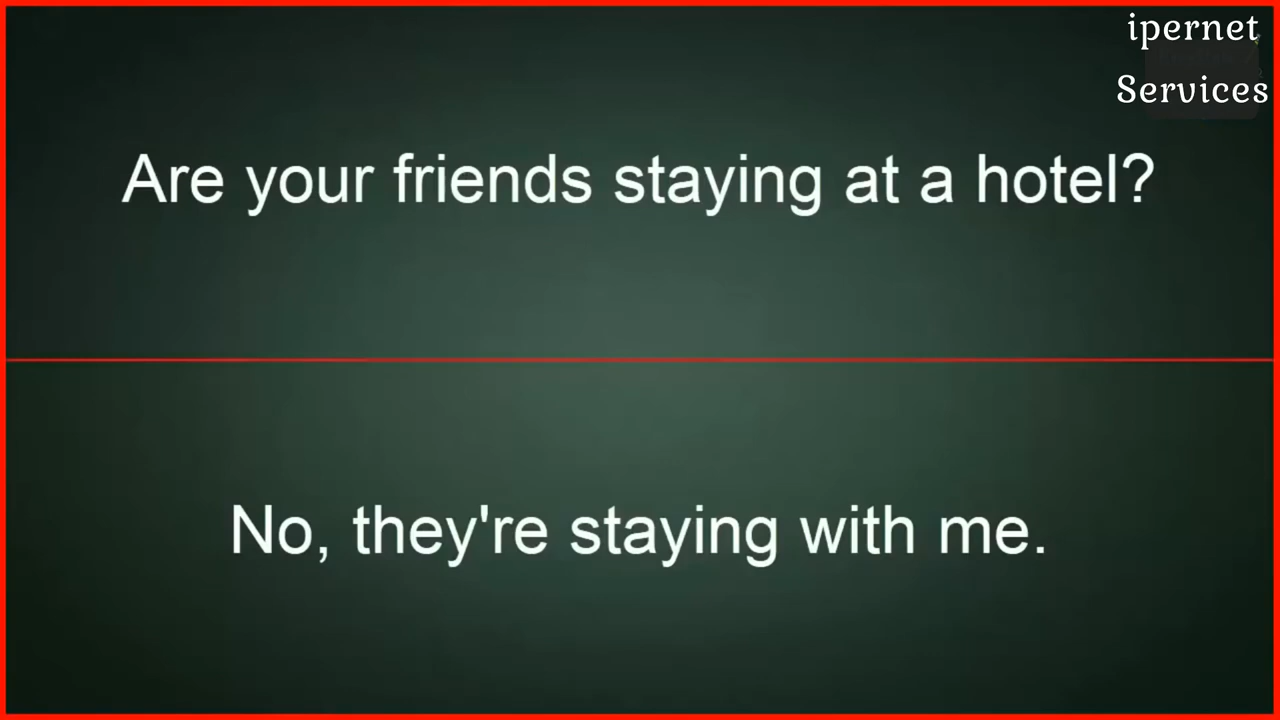 ipernet
Services
Are your friends staying at a hotel?
No, they're staying with me.